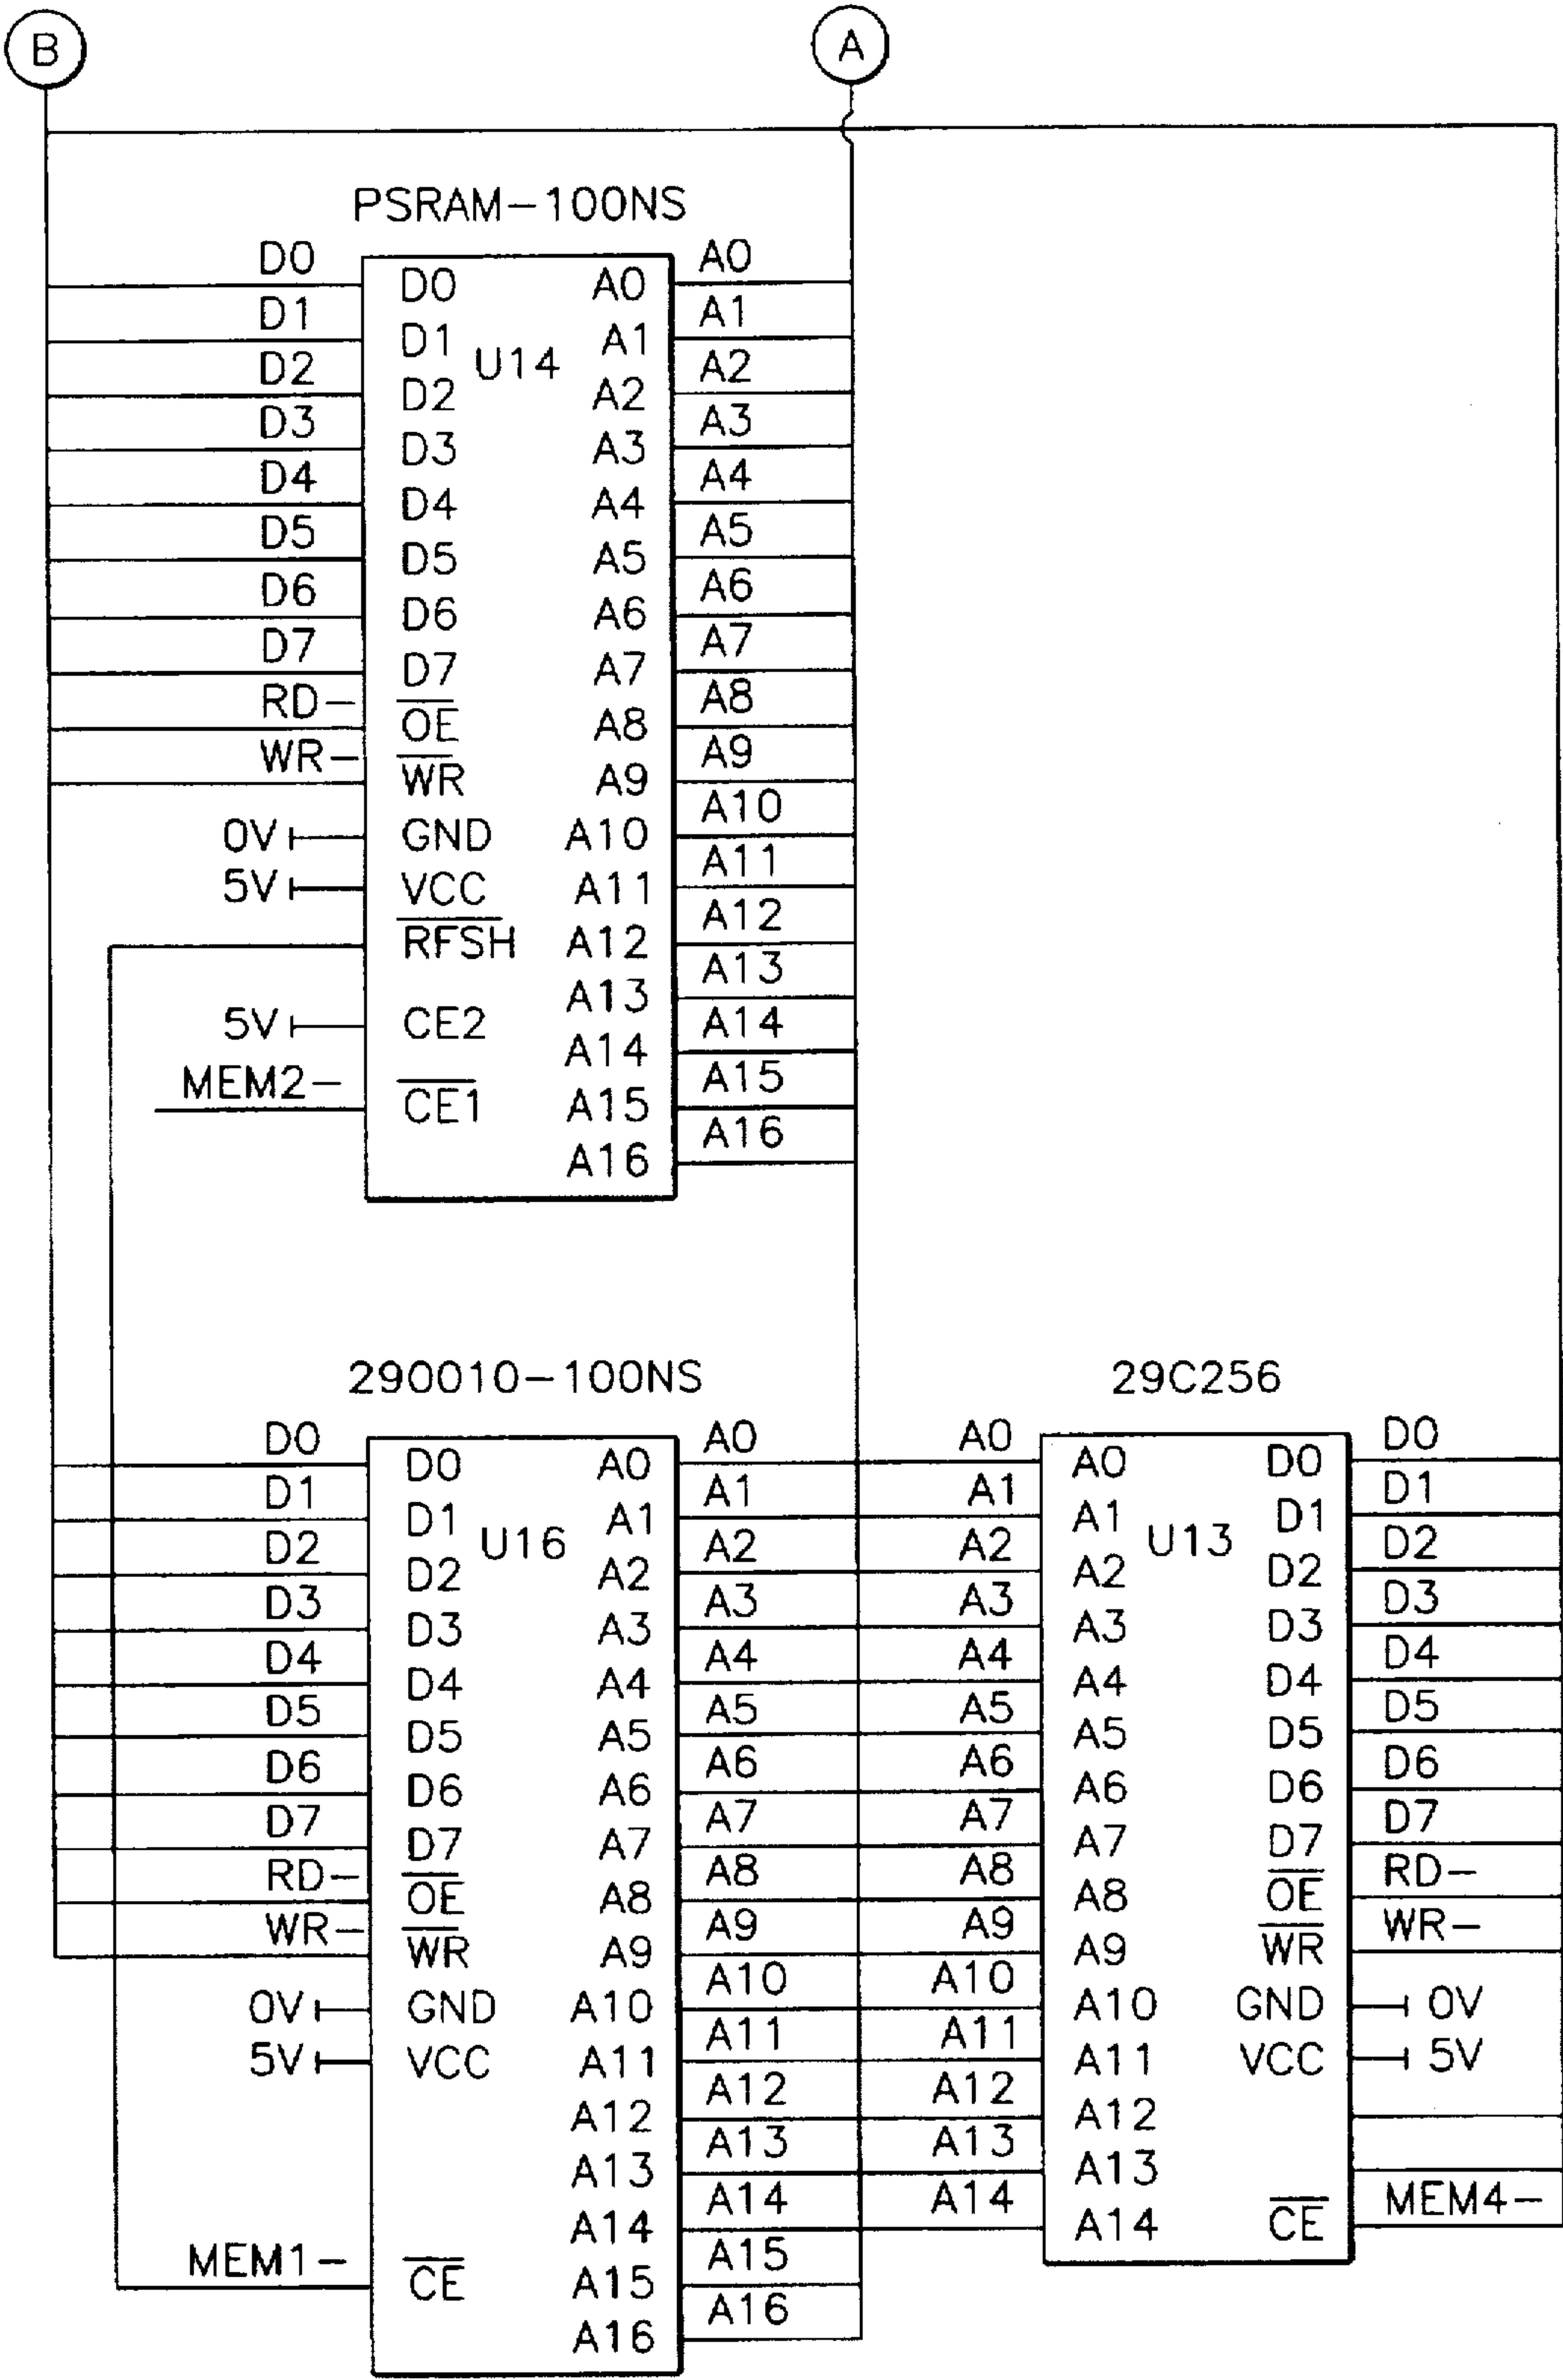 B
A
PSRAM-100NS
U14
D0 D0 A0 A0
D1 D1 A1 A1
D2 D2 A2 A2
D3 D3 A3 A3
D4 D4 A4 A4
D5 D5 A5 A5
D6 D6 A6 A6
D7 D7 A7 A7
RD- OE A8 A8
WR- WR A9 A9
0V GND A10 A10
5V VCC A11 A11
RFSH A12 A12
A13 A13
5V CE2
A14 A14
MEM2- CE1 A15 A15
A16 A16
290010-100NS
29C256
U16
U13
D0 D0 A0 A0 A0 A0 D0 D0
D1 D1 A1 A1 A1 A1 D1 D1
D2 D2 A2 A2 A2 A2 D2 D2
D3 D3 A3 A3 A3 A3 D3 D3
D4 D4 A4 A4 A4 A4 D4 D4
D5 D5 A5 A5 A5 A5 D5 D5
D6 D6 A6 A6 A6 A6 D6 D6
D7 D7 A7 A7 A7 A7 D7 D7
RD- OE A8 A8 A8 A8 OE RD-
WR- WR A9 A9 A9 A9 WR WR-
0V GND A10 A10 A10 A10 GND 0V
5V VCC A11 A11 A11 A11 VCC 5V
A12 A12 A12 A12
A13 A13 A13 A13
A14 A14 A14 A14 CE MEM4-
MEM1- CE A15 A15
A16 A16